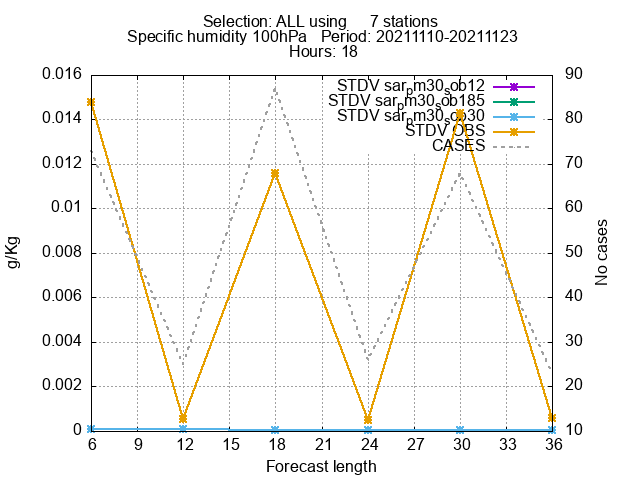 Selection: ALL using 7 stations
Specific humidity 100hPa Period: 20211110-20211123
Hours: 18
0.016
0.014
0.012
0.01
0.008
0.006
0.004
0.002
0
g/Kg
STDV sar_pm30_sob12
STDV sar_pm30_sob185
STDV sar_pm30_sob30
STDV OBS
CASES
90
80
70
60
50
40
30
20
10
No cases
6 9 12 15 18 21 24 27 30 33 36
Forecast length